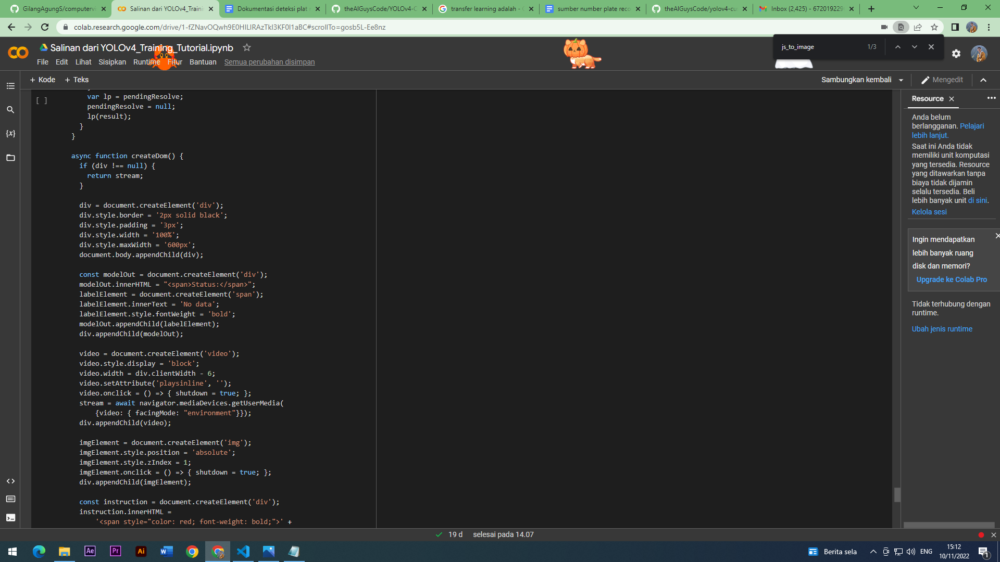 GilangAgungS/computerv
Salinan dari YOLOv4_Traini
Dokumentasi deteksi plat
theAIGuysCode/YOLOv4-C
transfer learning adalah -
sumber number plate reco
theAIGuysCode/yolov4-cu
Inbox (2,425) - 672019229
colab.research.google.com/drive/1-fZNavOQwh9E0HILIRAzTkl3KF0l1aBC#scrollTo=gosb5L-Ee8nz
Salinan dari YOLOv4_Training_Tutorial.ipynb
js_to_image
1/3
File Edit Lihat Sisipkan Runtime Fitur Bantuan Semua perubahan disimpan
+ Kode + Teks
Sambungkan kembali
Mengedit
[ ]
var lp = pendingResolve;
pendingResolve = null;
lp(result);
}
}
async function createDom() {
if (div !== null) {
return stream;
}
div = document.createElement('div');
div.style.border = '2px solid black';
div.style.padding = '3px';
div.style.width = '100%';
div.style.maxWidth = '600px';
document.body.appendChild(div);
const modelOut = document.createElement('div');
modelOut.innerHTML = "<span>Status:</span>";
labelElement = document.createElement('span');
labelElement.innerText = 'No data';
labelElement.style.fontWeight = 'bold';
modelOut.appendChild(labelElement);
div.appendChild(modelOut);
video = document.createElement('video');
video.style.display = 'block';
video.width = div.clientWidth - 6;
video.setAttribute('playsinline', '');
video.onclick = () => { shutdown = true; };
stream = await navigator.mediaDevices.getUserMedia(
{video: { facingMode: "environment"}});
div.appendChild(video);
imgElement = document.createElement('img');
imgElement.style.position = 'absolute';
imgElement.style.zIndex = 1;
imgElement.onclick = () => { shutdown = true; };
div.appendChild(imgElement);
const instruction = document.createElement('div');
instruction.innerHTML =
'<span style="color: red; font-weight: bold;">' +
Resource
Anda belum
berlangganan. Pelajari
lebih lanjut.
Saat ini Anda tidak
memiliki unit komputasi
yang tersedia. Resource
yang ditawarkan tanpa
biaya tidak dijamin
selalu tersedia. Beli
lebih banyak unit di sini.
Kelola sesi
Ingin mendapatkan
lebih banyak ruang
disk dan memori?
Upgrade ke Colab Pro
Tidak terhubung dengan
runtime.
Ubah jenis runtime
{x}
19 d selesai pada 14.07
Ae
Pr
Ai
Berita sela
ENG
15:12
10/11/2022
1